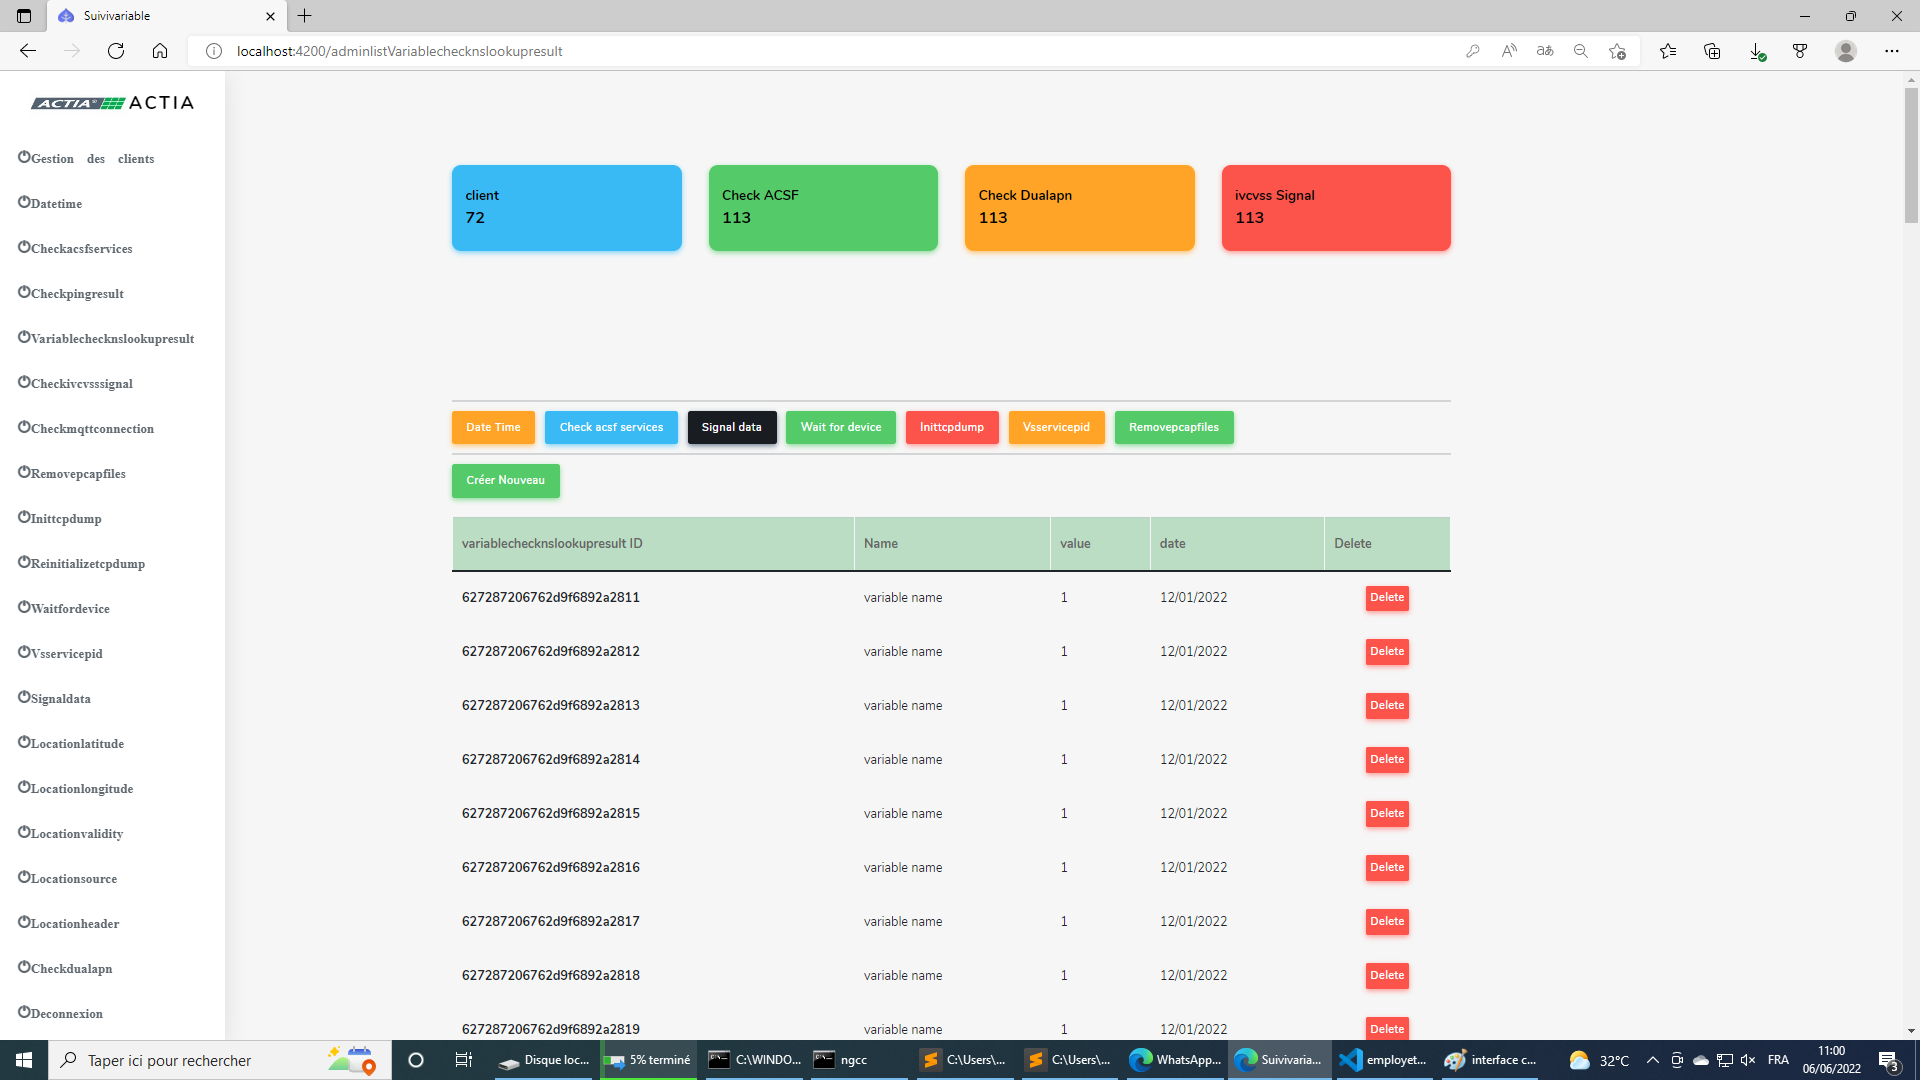 Suivivariable
localhost:4200/adminlistVariablechecknslookupresult
ACTIA ACTIA
Gestion des clients
Datetime
Checkacsfservices
Checkpingresult
Variablechecknslookupresult
Checkivcvsssignal
Checkmqttconnection
Removepcapfiles
Inittcpdump
Reinitializetcpdump
Waitfordevice
Vsservicepid
Signaldata
Locationlatitude
Locationlongitude
Locationvalidity
Locationsource
Locationheader
Checkdualapn
Deconnexion
client
72
Check ACSF
113
Check Dualapn
113
ivcvss Signal
113
Date Time Check acsf services Signal data Wait for device Inittcpdump Vsservicepid Removepcapfiles
Créer Nouveau
variablechecknslookupresult ID Name value date Delete
627287206762d9f6892a2811 variable name 1 12/01/2022 Delete
627287206762d9f6892a2812 variable name 1 12/01/2022 Delete
627287206762d9f6892a2813 variable name 1 12/01/2022 Delete
627287206762d9f6892a2814 variable name 1 12/01/2022 Delete
627287206762d9f6892a2815 variable name 1 12/01/2022 Delete
627287206762d9f6892a2816 variable name 1 12/01/2022 Delete
627287206762d9f6892a2817 variable name 1 12/01/2022 Delete
627287206762d9f6892a2818 variable name 1 12/01/2022 Delete
627287206762d9f6892a2819 variable name 1 12/01/2022 Delete
Taper ici pour rechercher Disque loc... 5% terminé C:\WINDO... ngcc C:\Users\... C:\Users\... WhatsApp... Suivivaria... employet... interface c... 32°C FRA 11:00
06/06/2022 3